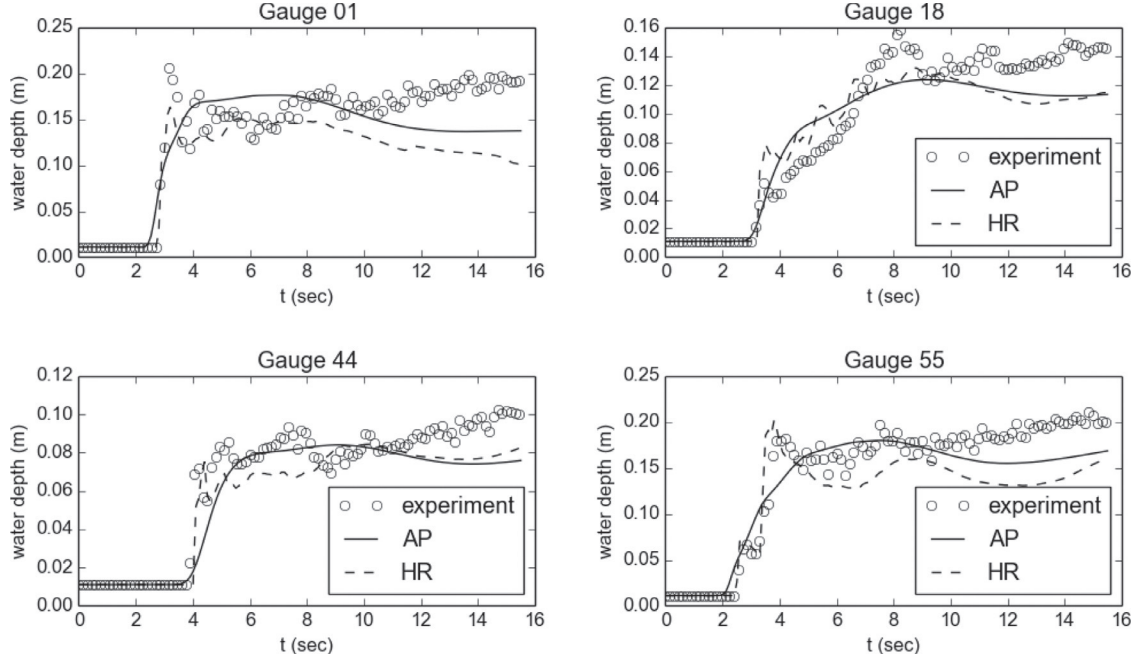 Gauge 01
0.25
0.20
0.15
0.10
0.05
0.00
water depth (m)
0 2 4 6 8 10 12 14 16
t (sec)
Gauge 18
0.16
0.14
0.12
0.10
0.08
0.06
0.04
0.02
0.00
water depth (m)
experiment
AP
HR
0 2 4 6 8 10 12 14 16
t (sec)
Gauge 44
0.12
0.10
0.08
0.06
0.04
0.02
0.00
water depth (m)
experiment
AP
HR
0 2 4 6 8 10 12 14 16
t (sec)
Gauge 55
0.25
0.20
0.15
0.10
0.05
0.00
water depth (m)
experiment
AP
HR
0 2 4 6 8 10 12 14 16
t (sec)